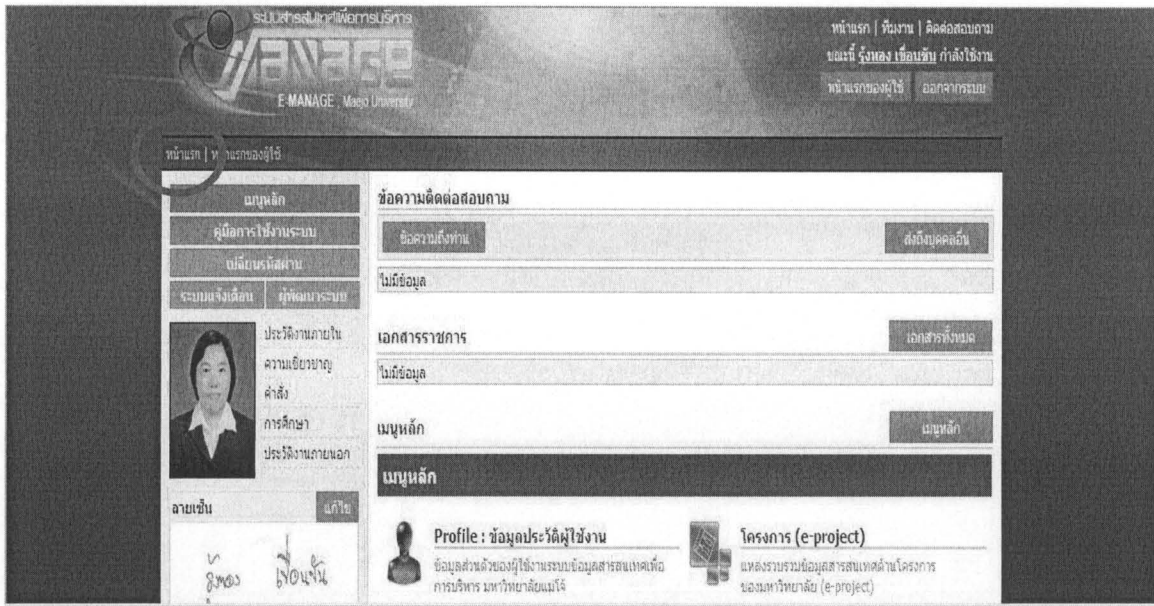 ระบบสารสนเทศเพื่อการบริหาร
Manage
E-MANAGE , Maejo University
หน้าแรก | ทีมงาน | ติดต่อสอบถาม
ขณะนี้ รุ้งทอง เขื่อนขัน กำลังใช้งาน
หน้าแรกของผู้ใช้ ออกจากระบบ
หน้าแรก | หน้าแรกของผู้ใช้
เมนูหลัก
คู่มือการใช้งานระบบ
เปลี่ยนรหัสผ่าน
ระบบแจ้งเตือน ผู้พัฒนาระบบ
ประวัติงานภายใน
ความเชี่ยวชาญ
คำสั่ง
การศึกษา
ประวัติงานภายนอก
ลายเซ็น แก้ไข
รุ้งทอง เขื่อนขัน
ข้อความติดต่อสอบถาม
ข้อความถึงท่าน ส่งถึงบุคคลอื่น
ไม่มีข้อมูล
เอกสารราชการ เอกสารทั้งหมด
ไม่มีข้อมูล
เมนูหลัก เมนูหลัก
เมนูหลัก
Profile : ข้อมูลประวัติผู้ใช้งาน
ข้อมูลส่วนตัวของผู้ใช้งานระบบข้อมูลสารสนเทศเพื่อ
การบริหาร มหาวิทยาลัยแม่โจ้
โครงการ (e-project)
แหล่งรวบรวมข้อมูลสารสนเทศด้านโครงการ
ของมหาวิทยาลัย (e-project)